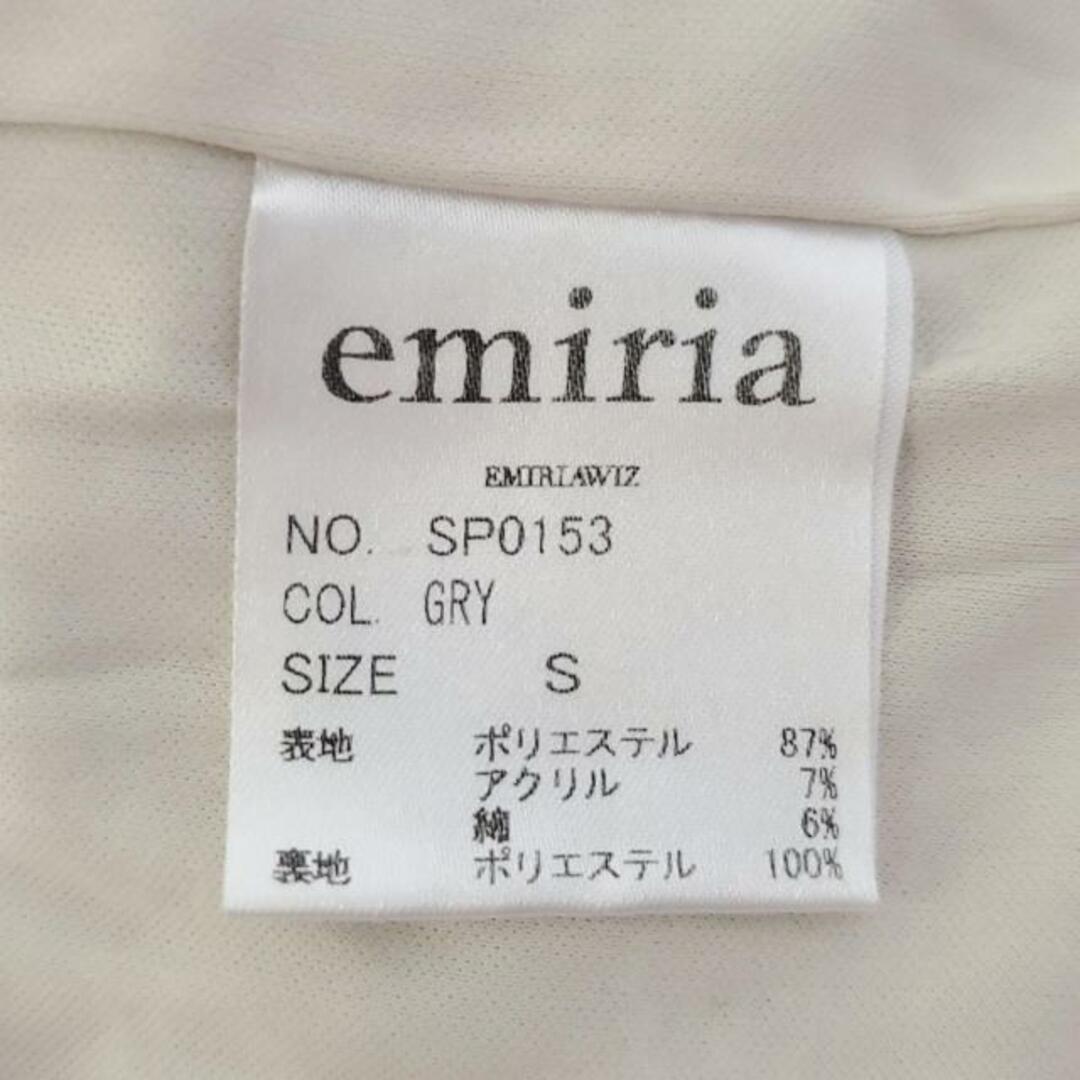 emiria
EMIRIAWIZ
NO. SP0153
COL. GRY
SIZE S
表地 ポリエステル 87%
アクリル 7%
綿 6%
裏地 ポリエステル 100%